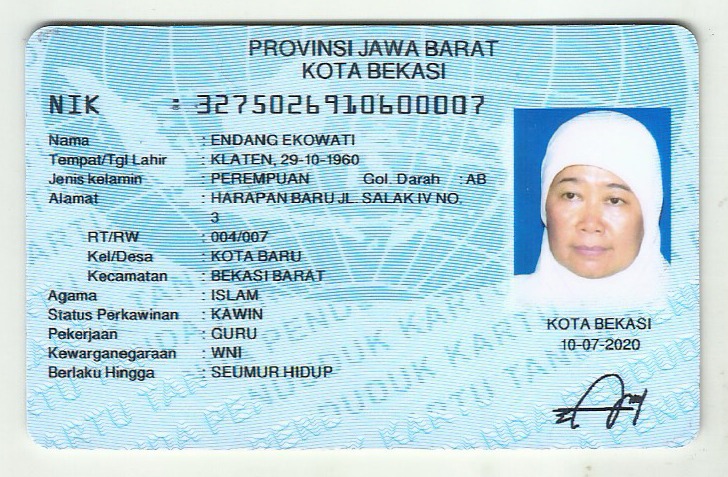 PROVINSI JAWA BARAT
KOTA BEKASI
NIK : 3275026910600007
Nama : ENDANG EKOWATI
Tempat/Tgl Lahir : KLATEN, 29-10-1960
Jenis kelamin : PEREMPUAN Gol. Darah : AB
Alamat : HARAPAN BARU JL. SALAK IV NO.
3
RT/RW : 004/007
Kel/Desa : KOTA BARU
Kecamatan : BEKASI BARAT
Agama : ISLAM
Status Perkawinan : KAWIN
Pekerjaan : GURU
Kewarganegaraan : WNI
Berlaku Hingga : SEUMUR HIDUP
KOTA BEKASI
10-07-2020